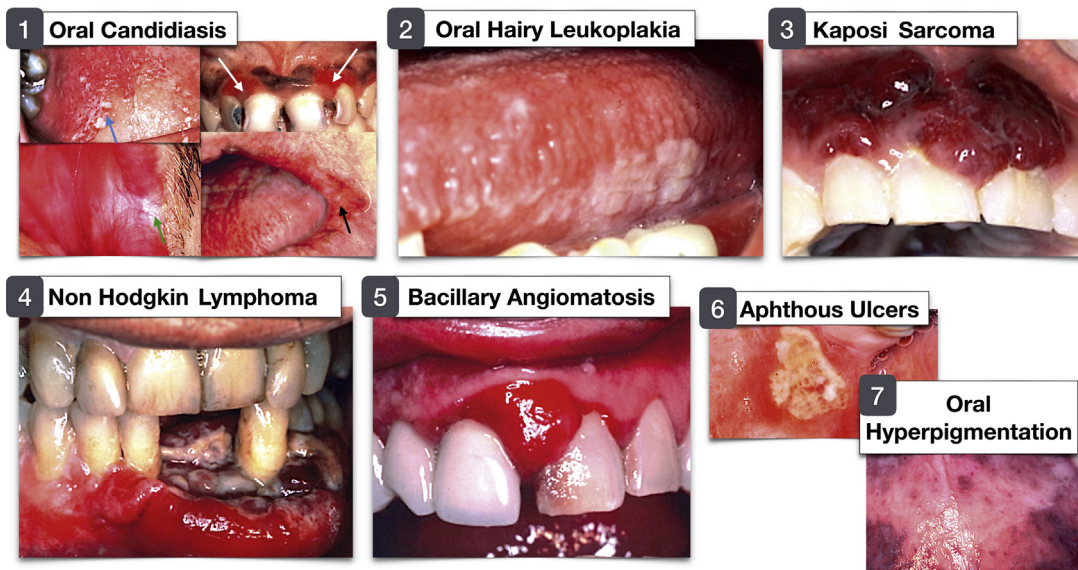 1 Oral Candidiasis
2 Oral Hairy Leukoplakia
3 Kaposi Sarcoma
4 Non Hodgkin Lymphoma
5 Bacillary Angiomatosis
6 Aphthous Ulcers
7 Oral
Hyperpigmentation